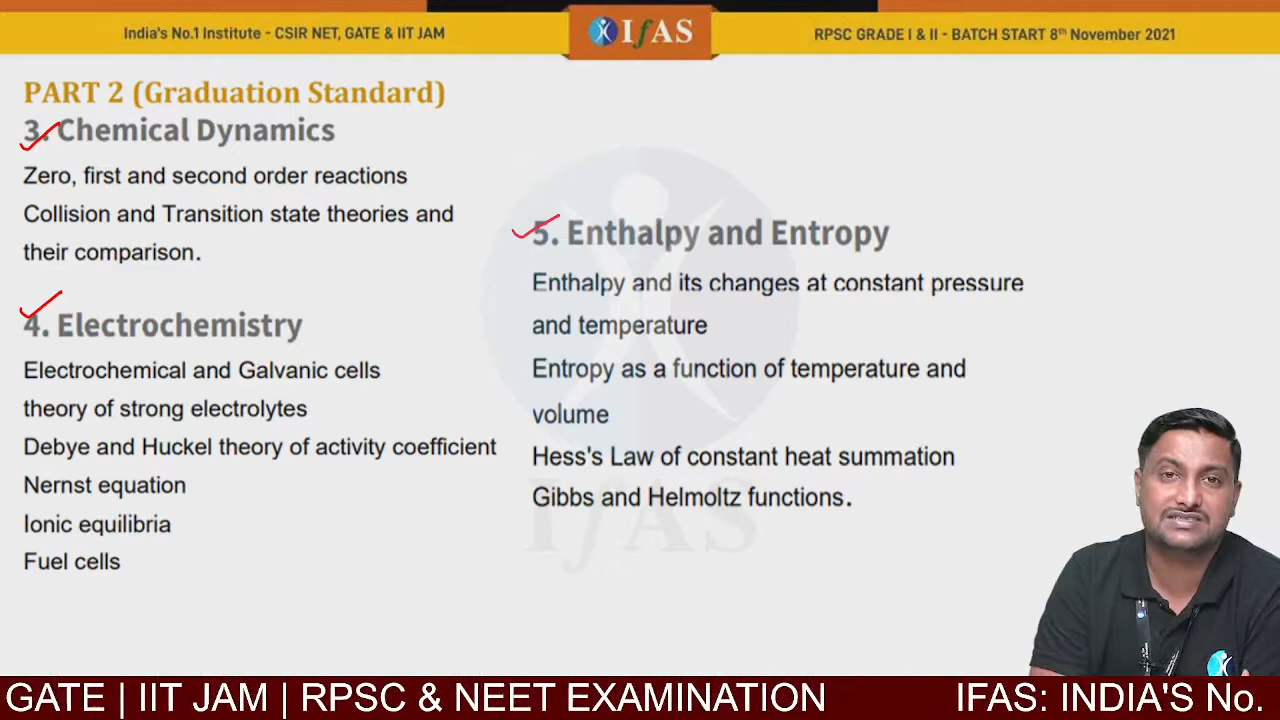 India's No.1 Institute - CSIR NET, GATE & IIT JAM
IfAS
RPSC GRADE I & II - BATCH START 8th November 2021
PART 2 (Graduation Standard)
3. Chemical Dynamics
Zero, first and second order reactions
Collision and Transition state theories and
their comparison.
4. Electrochemistry
Electrochemical and Galvanic cells
theory of strong electrolytes
Debye and Huckel theory of activity coefficient
Nernst equation
Ionic equilibria
Fuel cells
5. Enthalpy and Entropy
Enthalpy and its changes at constant pressure
and temperature
Entropy as a function of temperature and
volume
Hess's Law of constant heat summation
Gibbs and Helmoltz functions.
IfAS
GATE | IIT JAM | RPSC & NEET EXAMINATION
IFAS: INDIA'S No.